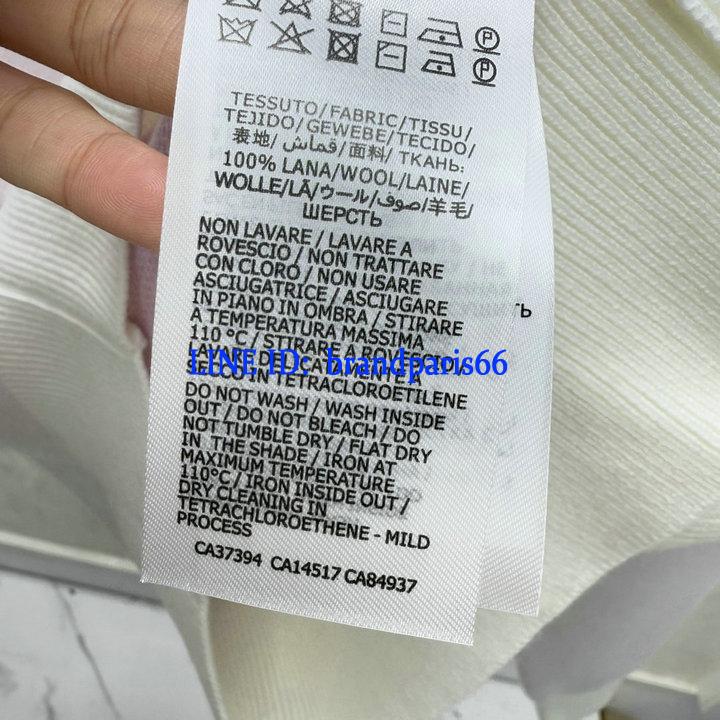 TESSUTO/FABRIC/TISSU/
TEJIDO/GEWEBE/TECIDO/
表地/ قماش/面料/ ТКАНЬ:
100% LANA/WOOL/LAINE/
WOLLE/LÃ/ウール/صوف/羊毛/
ШЕРСТЬ
NON LAVARE / LAVARE A
ROVESCIO / NON TRATTARE
CON CLORO / NON USARE
ASCIUGATRICE / ASCIUGARE
IN PIANO IN OMBRA / STIRARE
A TEMPERATURA MASSIMA
110 °C / STIRARE A ROVESCIO
LINE ID: brandparis66
LAVARE DELICATAMENTE A
SECCO IN TETRACLOROETILENE
DO NOT WASH / WASH INSIDE
OUT / DO NOT BLEACH / DO
NOT TUMBLE DRY / FLAT DRY
IN THE SHADE / IRON AT
MAXIMUM TEMPERATURE
110°C / IRON INSIDE OUT /
DRY CLEANING IN
TETRACHLOROETHENE - MILD
PROCESS
CA37394 CA14517 CA84937